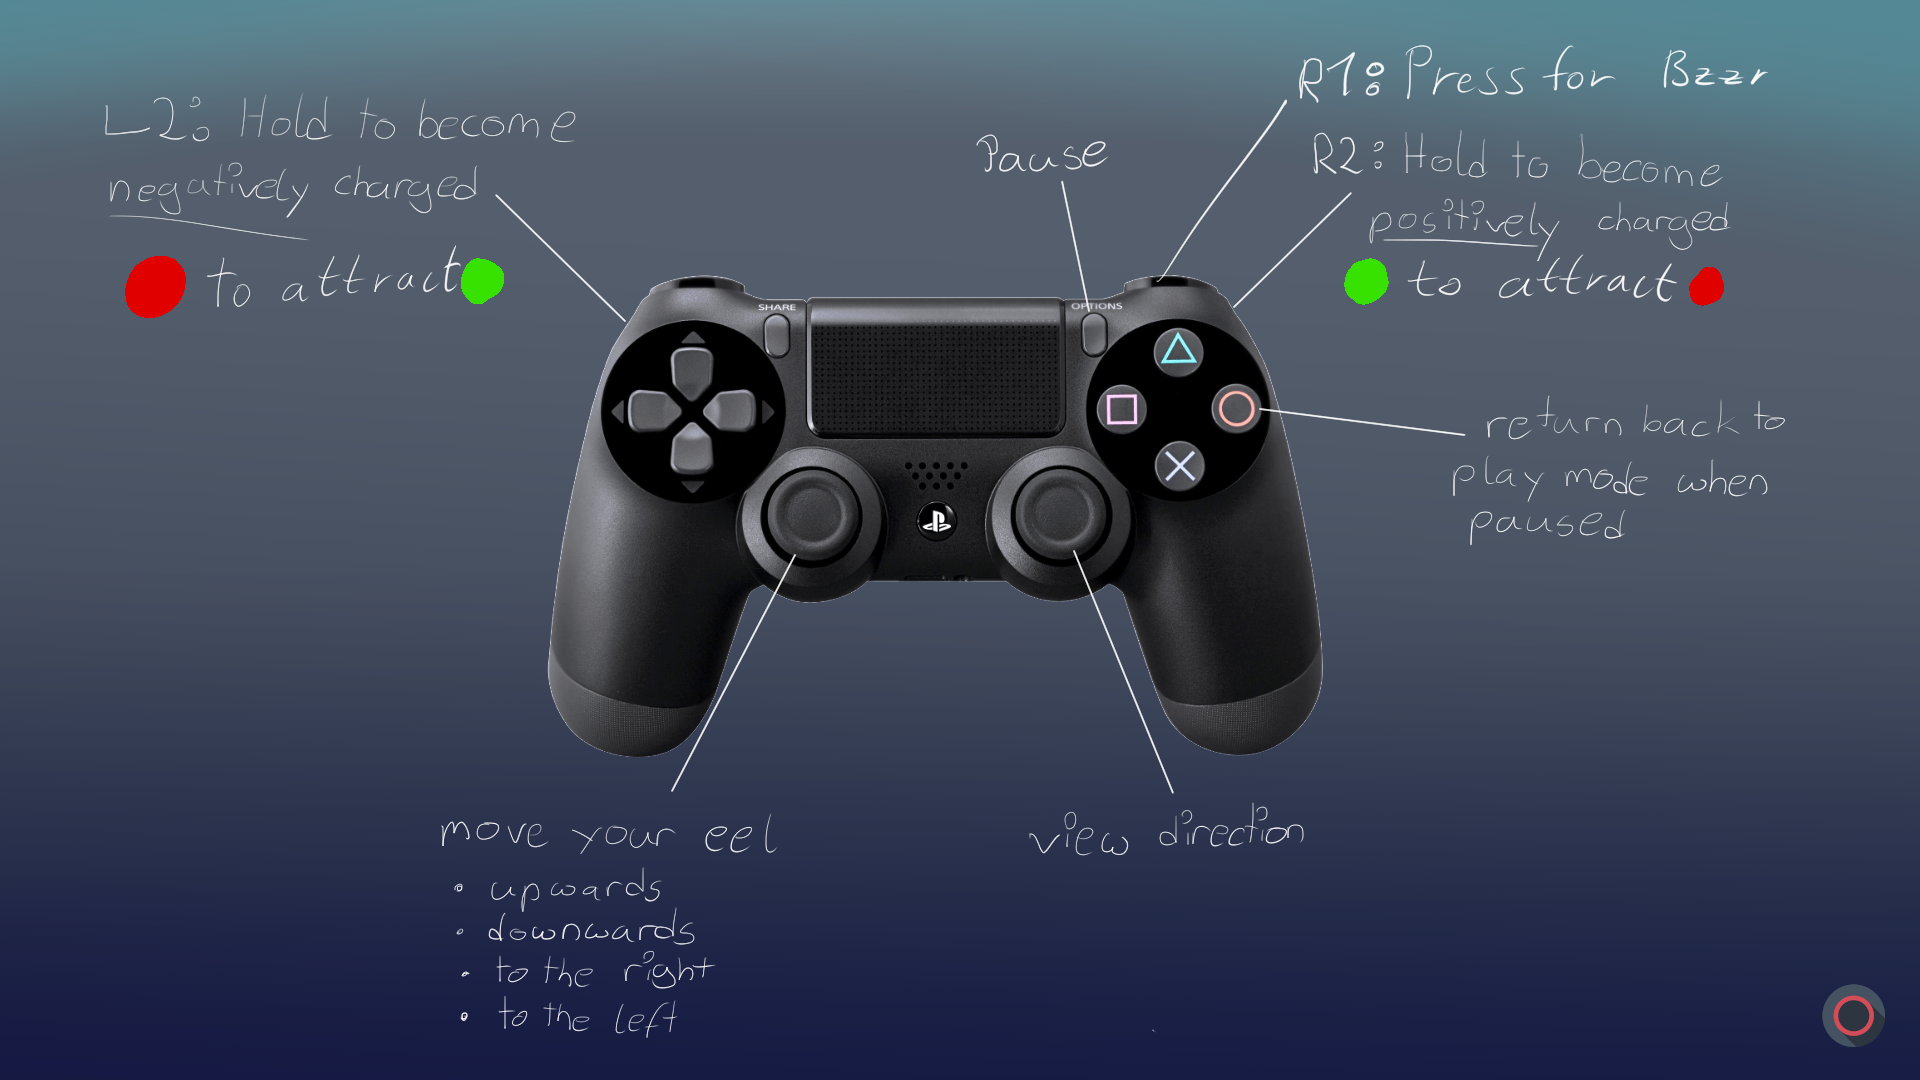 L2: Hold to become
negatively charged
to attract
Pause
R1: Press for Bzzr
R2: Hold to become
positively charged
to attract
SHARE
OPTIONS
return back to
play mode when
paused
move your eel
• upwards
• downwards
• to the right
• to the left
view direction